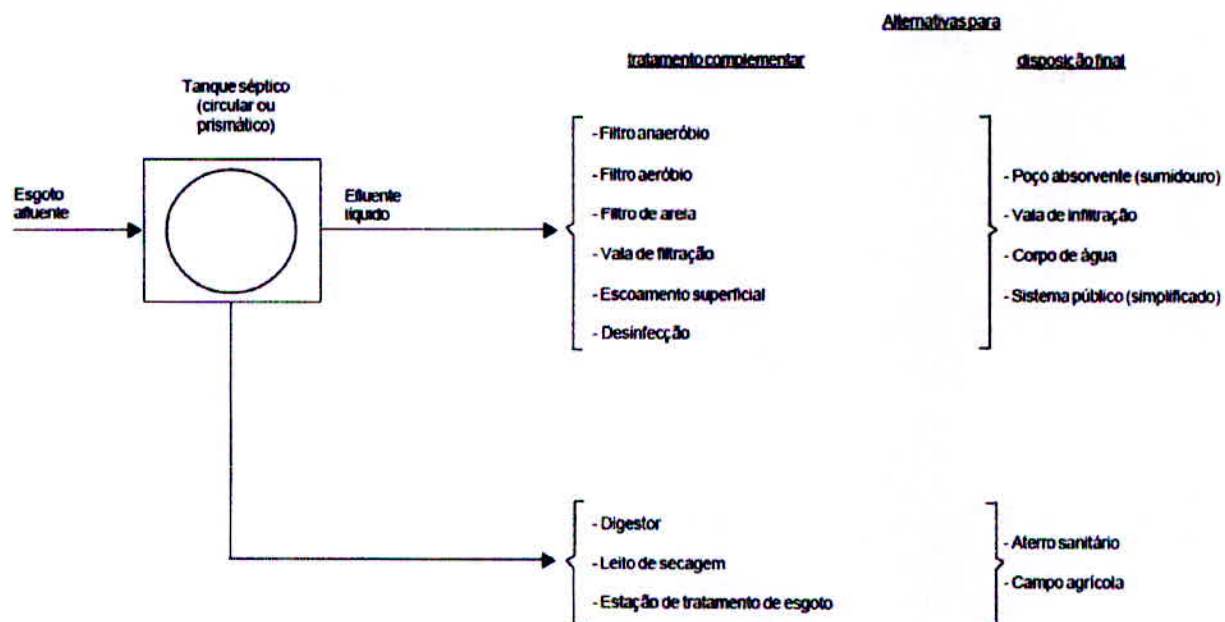 Alternativas para
tratamento complementar
disposição final
Tanque séptico
(circular ou
prismático)
Esgoto
afluente
Efluente
líquido
- Filtro anaeróbio
- Filtro aeróbio
- Filtro de areia
- Vala de filtração
- Escoamento superficial
- Desinfecção
- Poço absorvente (sumidouro)
- Vala de infiltração
- Corpo de água
- Sistema público (simplificado)
- Digestor
- Leito de secagem
- Estação de tratamento de esgoto
- Aterro sanitário
- Campo agrícola